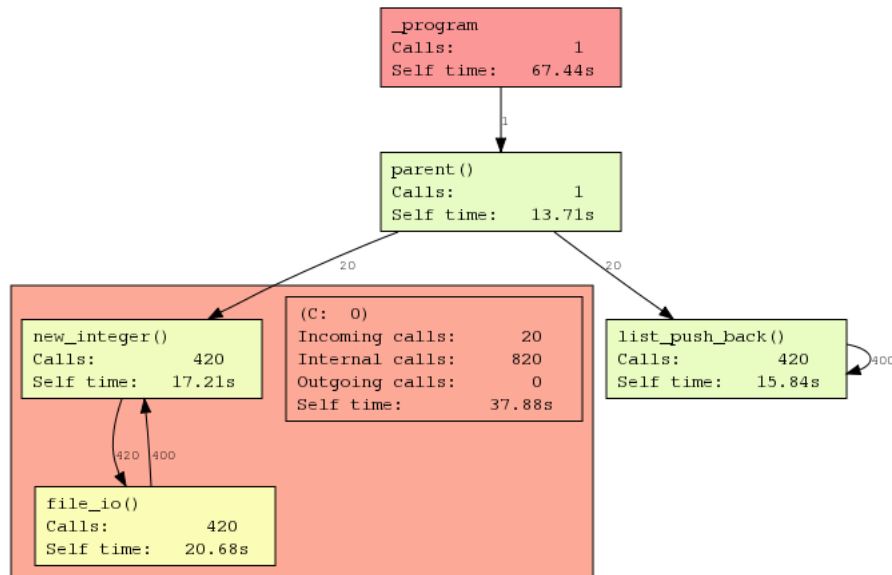 _program
Calls: 1
Self time: 67.44s
1
parent()
Calls: 1
Self time: 13.71s
20
20
(C: 0)
Incoming calls: 20
Internal calls: 820
Outgoing calls: 0
Self time: 37.88s
new_integer()
Calls: 420
Self time: 17.21s
list_push_back()
Calls: 420
Self time: 15.84s
400
420
400
file_io()
Calls: 420
Self time: 20.68s